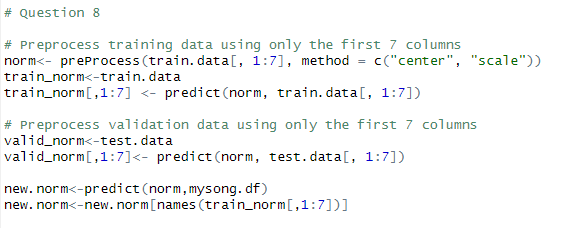 # Question 8
# Preprocess training data using only the first 7 columns
norm<- preProcess(train.data[, 1:7], method = c("center", "scale"))
train_norm<-train.data
train_norm[,1:7] <- predict(norm, train.data[, 1:7])
# Preprocess validation data using only the first 7 columns
valid_norm<-test.data
valid_norm[,1:7]<- predict(norm, test.data[, 1:7])
new.norm<-predict(norm,mysong.df)
new.norm<-new.norm[names(train_norm[,1:7])]